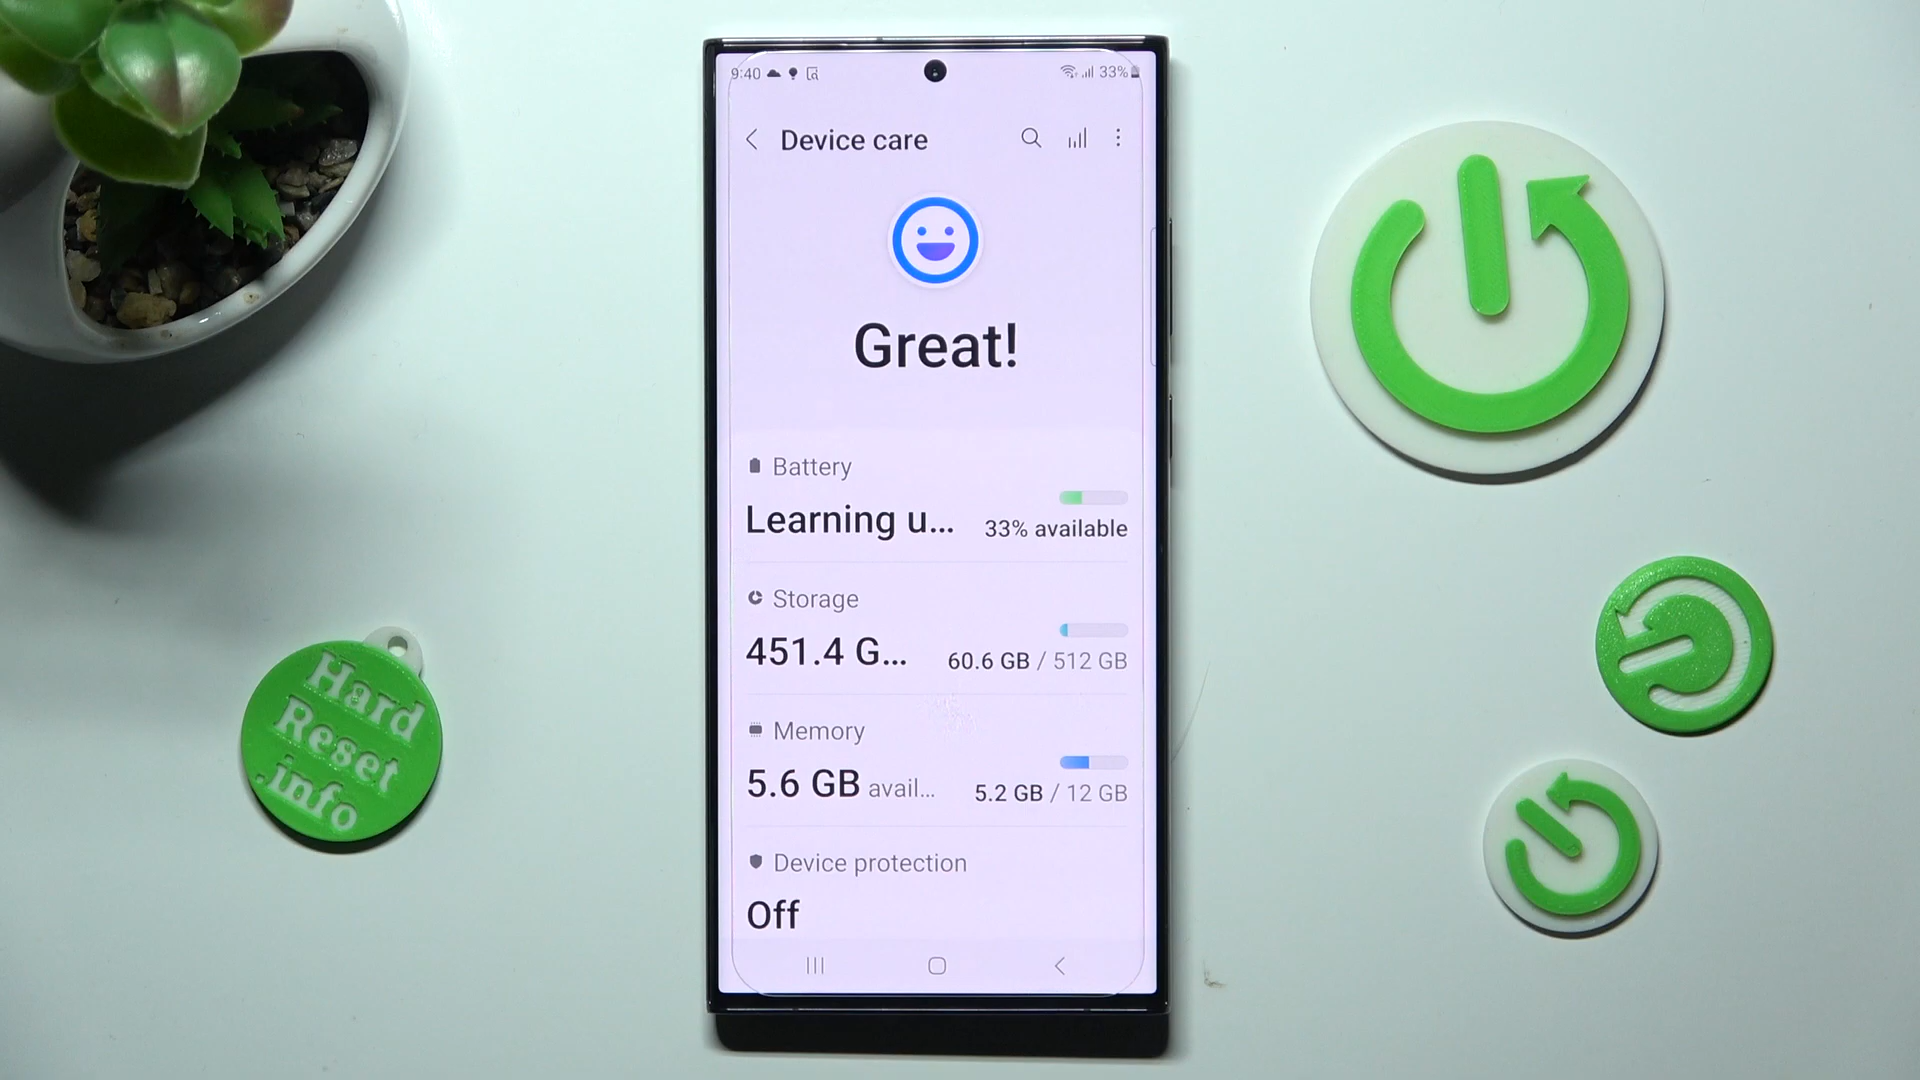 9:40
33%
Device care
Great!
Battery
Learning u...
33% available
Storage
451.4 G...
60.6 GB / 512 GB
Memory
5.6 GB avail...
5.2 GB / 12 GB
Device protection
Off
Hard
Reset
.info